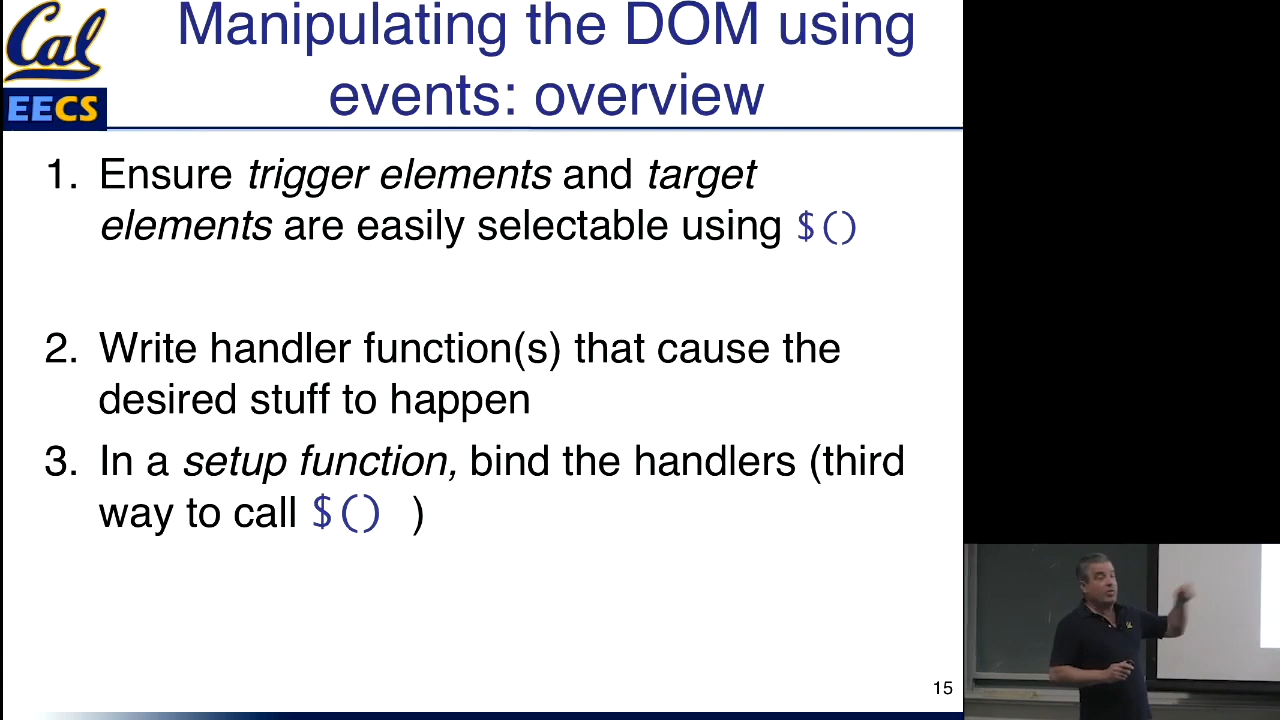 Cal
EECS
Manipulating the DOM using
events: overview
1. Ensure trigger elements and target
elements are easily selectable using $()
2. Write handler function(s) that cause the
desired stuff to happen
3. In a setup function, bind the handlers (third
way to call $() )
15